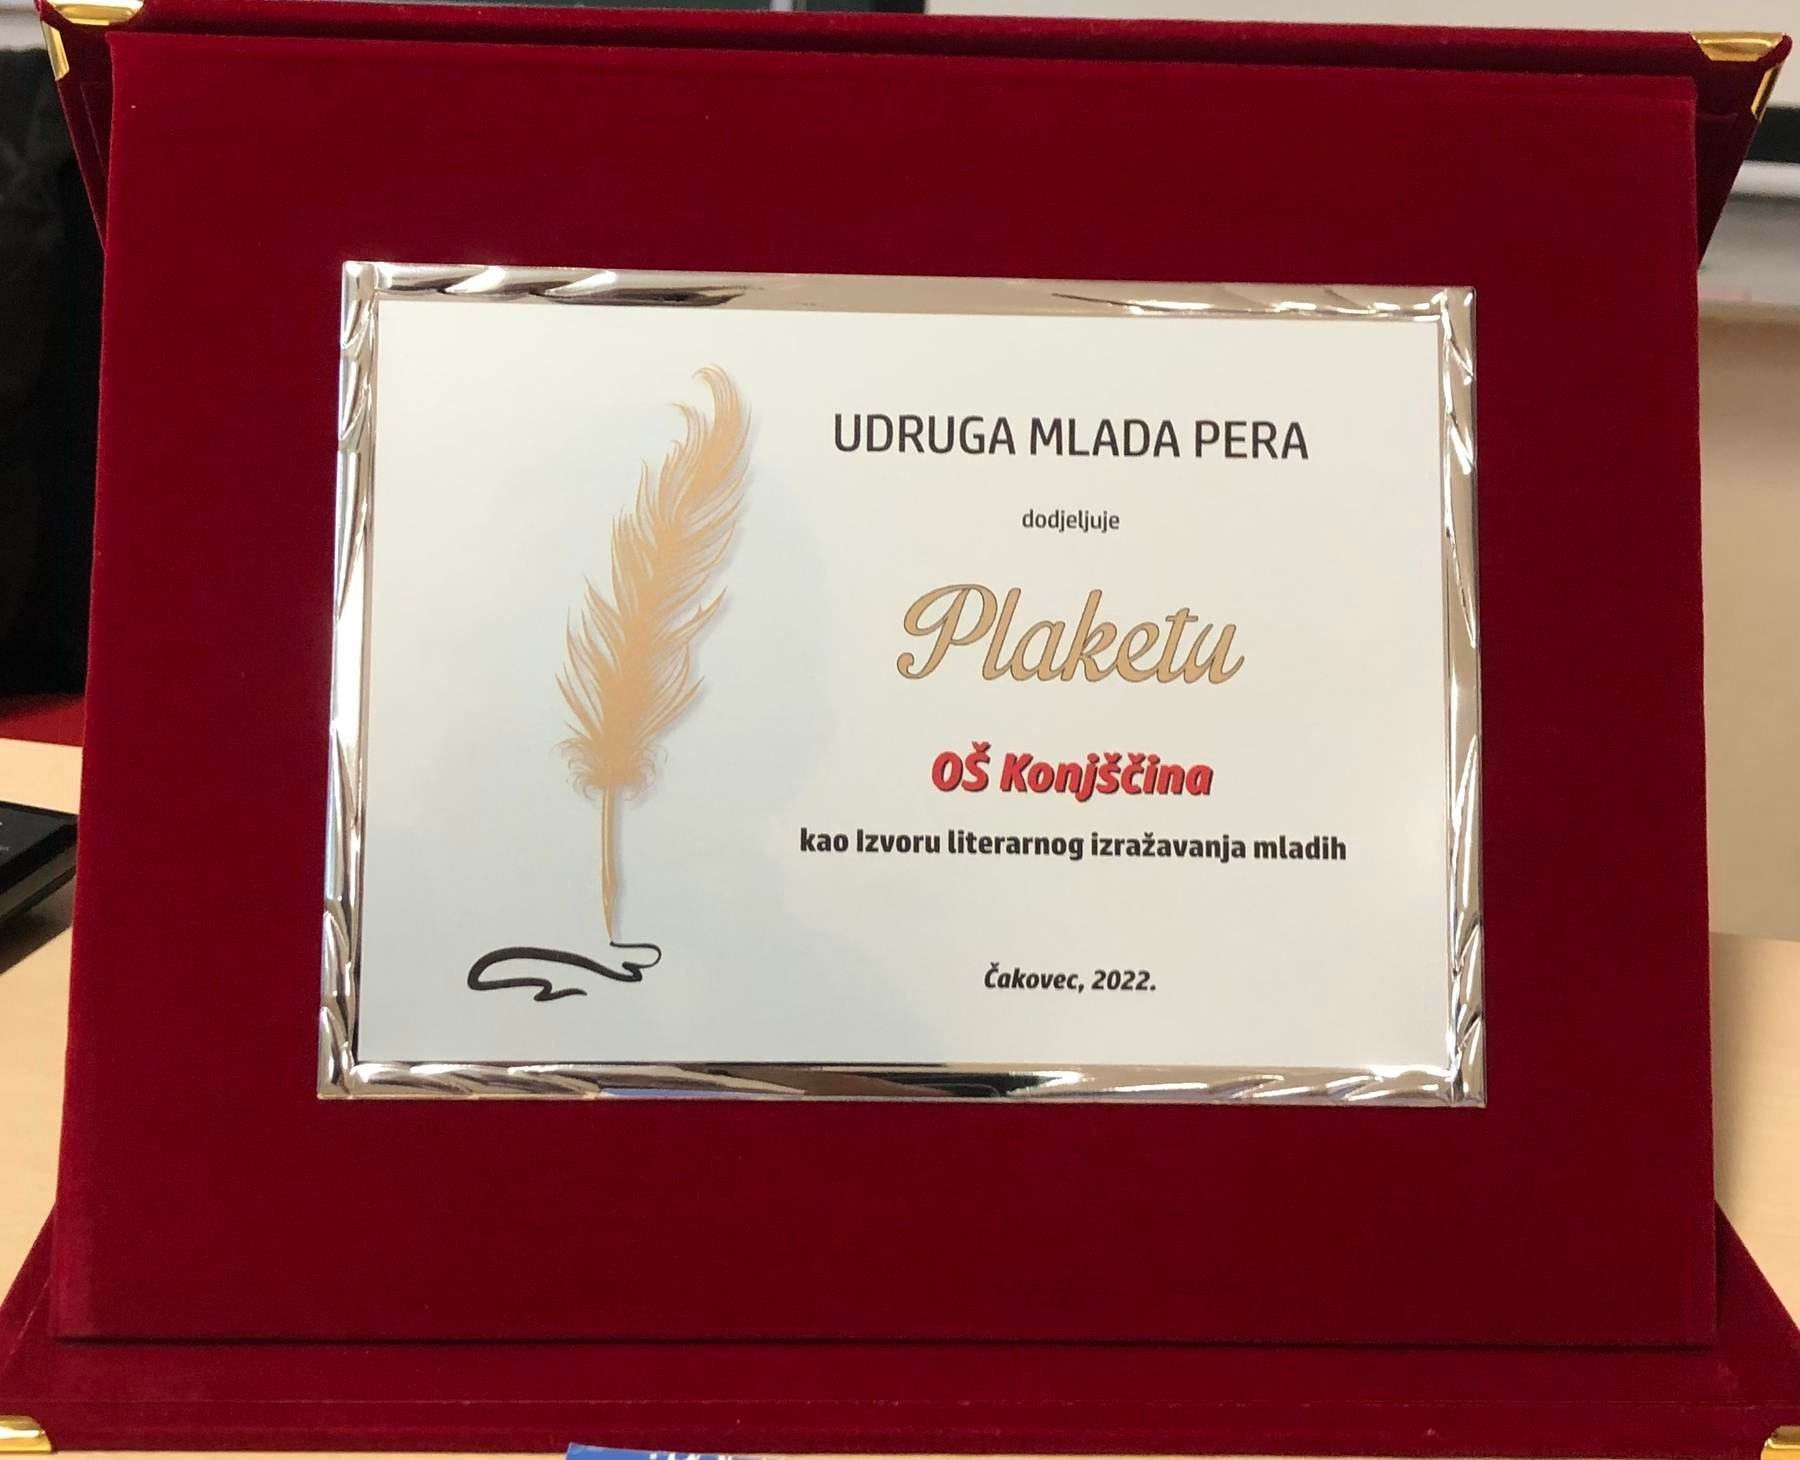 UDRUGA MLADA PERA
dodjeljuje
Plaketu
OŠ Konjščina
kao Izvoru literarnog izražavanja mladih
Čakovec, 2022.